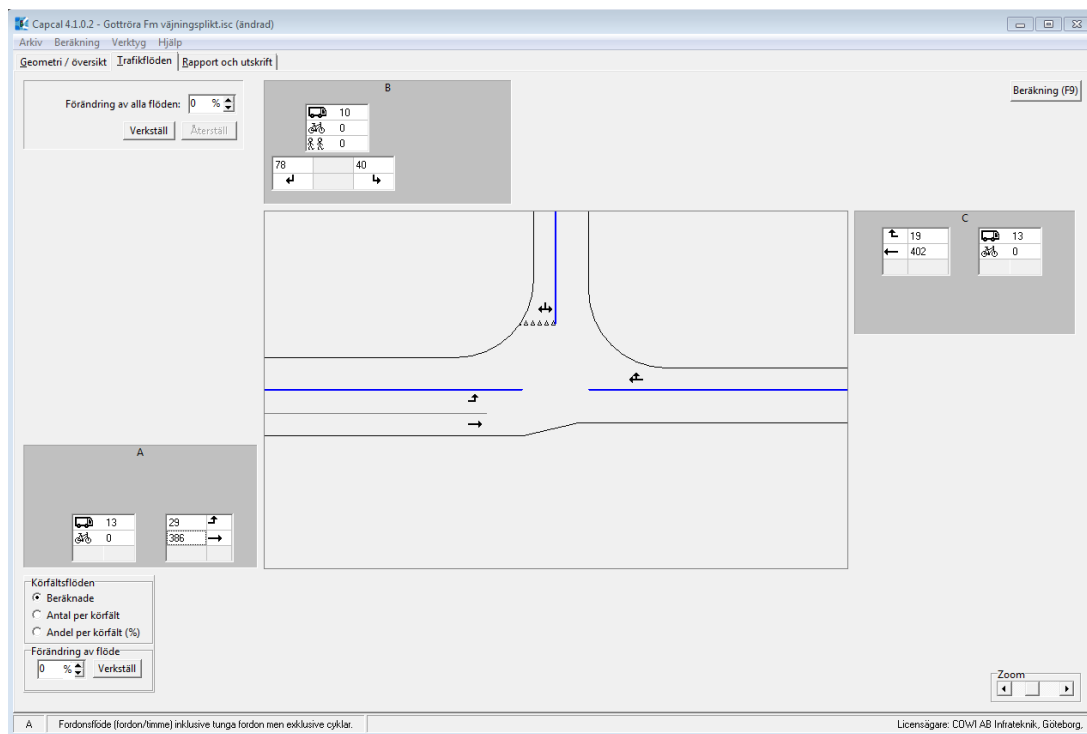 Capcal 4.1.0.2 - Gottröra Fm väjningsplikt.isc (ändrad)
Arkiv Beräkning Verktyg Hjälp
Geometri / översikt Trafikflöden Rapport och utskrift
Förändring av alla flöden: 0 %
Verkställ Återställ
B
10
0
0
78 40
Beräkning (F9)
C
19 13
402 0
A
13 29
0 386
Körfältsflöden
Beräknade
Antal per körfält
Andel per körfält (%)
Förändring av flöde
0 % Verkställ
Zoom
A Fordonsflöde (fordon/timme) inklusive tunga fordon men exklusive cyklar. Licensägare: COWI AB Infrateknik, Göteborg,